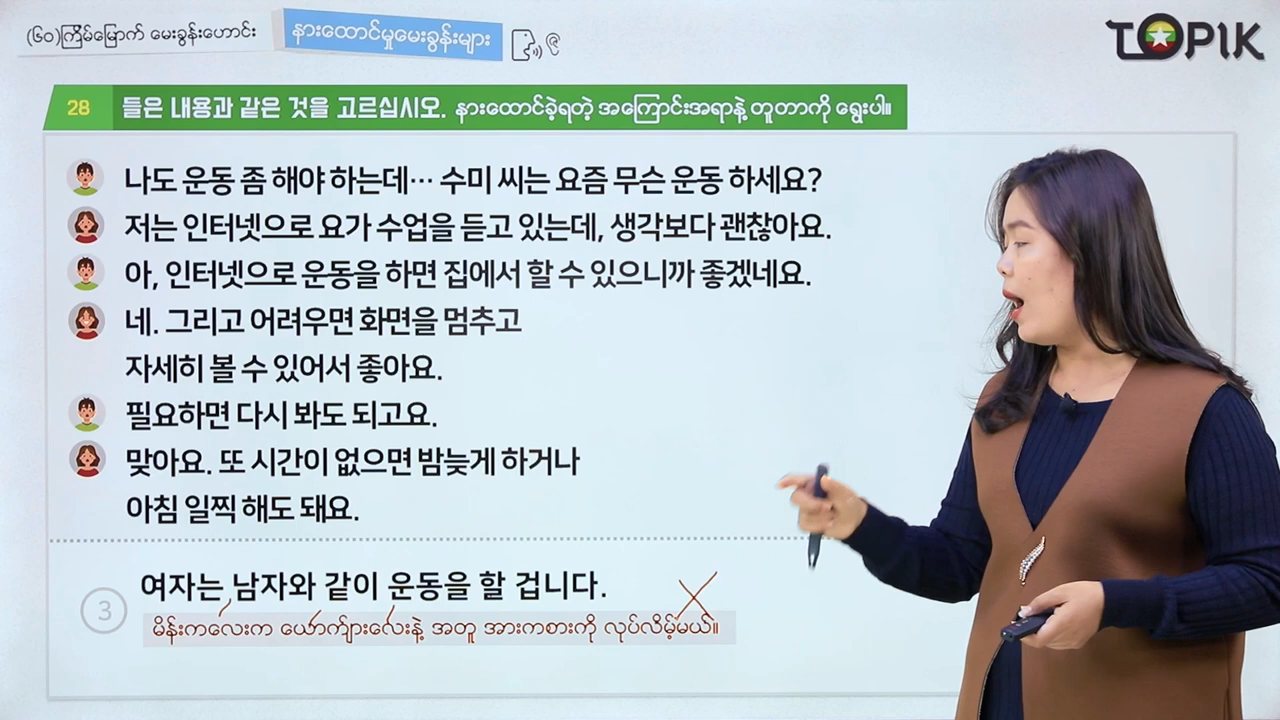 (၆၀)ကြိမ်မြောက် မေးခွန်းဟောင်း
နားထောင်မှုမေးခွန်းများ
TOPIK
28 들은 내용과 같은 것을 고르십시오. နားထောင်ခဲ့ရတဲ့ အကြောင်းအရာနဲ့ တူတာကို ရွေးပါ။
나도 운동 좀 해야 하는데… 수미 씨는 요즘 무슨 운동 하세요?
저는 인터넷으로 요가 수업을 듣고 있는데, 생각보다 괜찮아요.
아, 인터넷으로 운동을 하면 집에서 할 수 있으니까 좋겠네요.
네. 그리고 어려우면 화면을 멈추고
자세히 볼 수 있어서 좋아요.
필요하면 다시 봐도 되고요.
맞아요. 또 시간이 없으면 밤늦게 하거나
아침 일찍 해도 돼요.
3 여자는 남자와 같이 운동을 할 겁니다.
မိန်းကလေးက ယောက်ျားလေးနဲ့ အတူ အားကစားကို လုပ်လိမ့်မယ်။